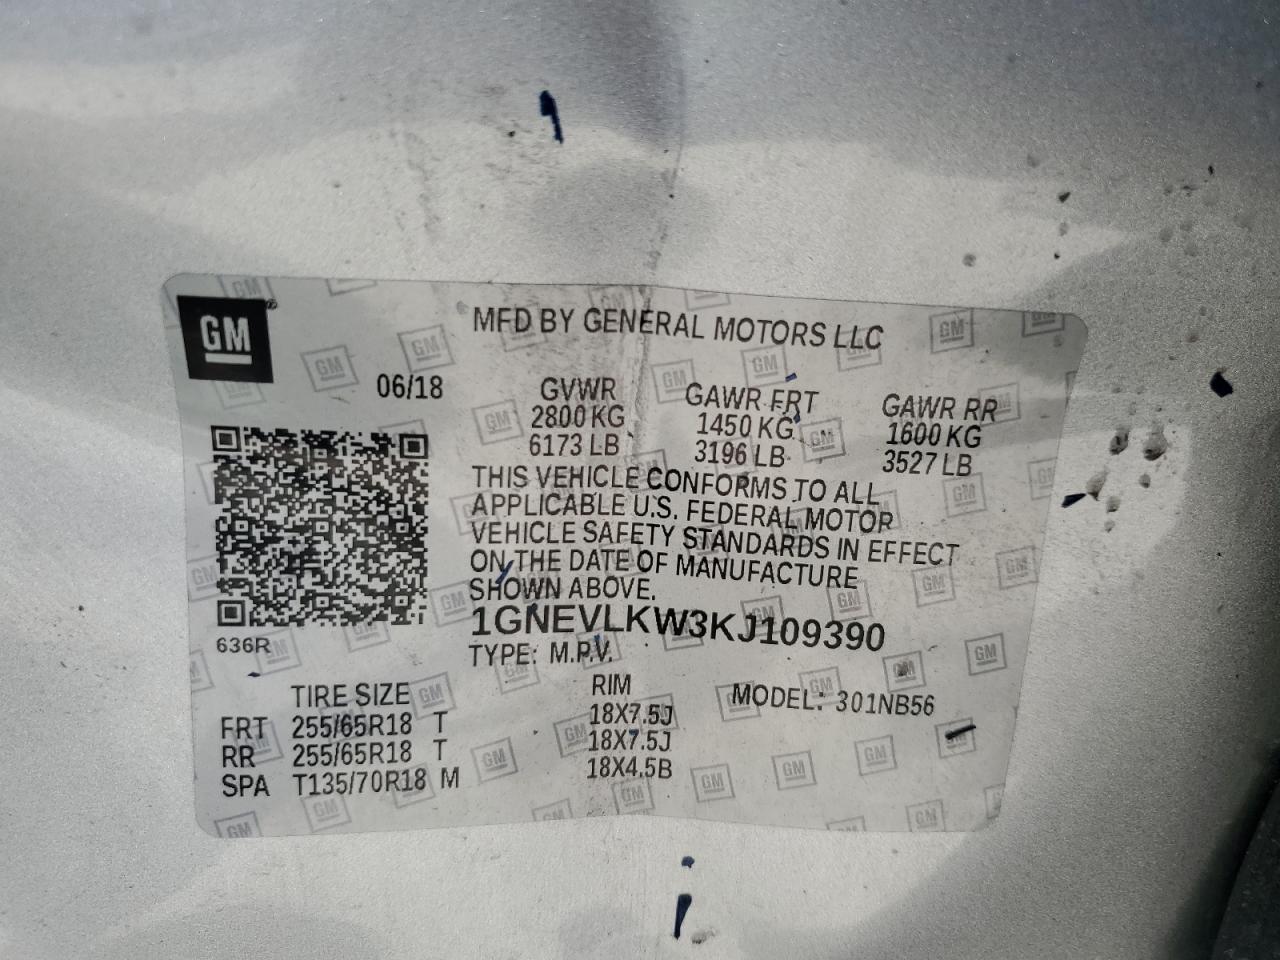 GM
MFD BY GENERAL MOTORS LLC
06/18
GVWR GAWR FRT GAWR RR
2800 KG 1450 KG 1600 KG
6173 LB 3196 LB 3527 LB
THIS VEHICLE CONFORMS TO ALL
APPLICABLE U.S. FEDERAL MOTOR
VEHICLE SAFETY STANDARDS IN EFFECT
ON THE DATE OF MANUFACTURE
SHOWN ABOVE.
1GNEVLKW3KJ109390
636R
TYPE: M.P.V.
TIRE SIZE RIM MODEL: 301NB56
FRT 255/65R18 T 18X7.5J
RR 255/65R18 T 18X7.5J
SPA T135/70R18 M 18X4.5B